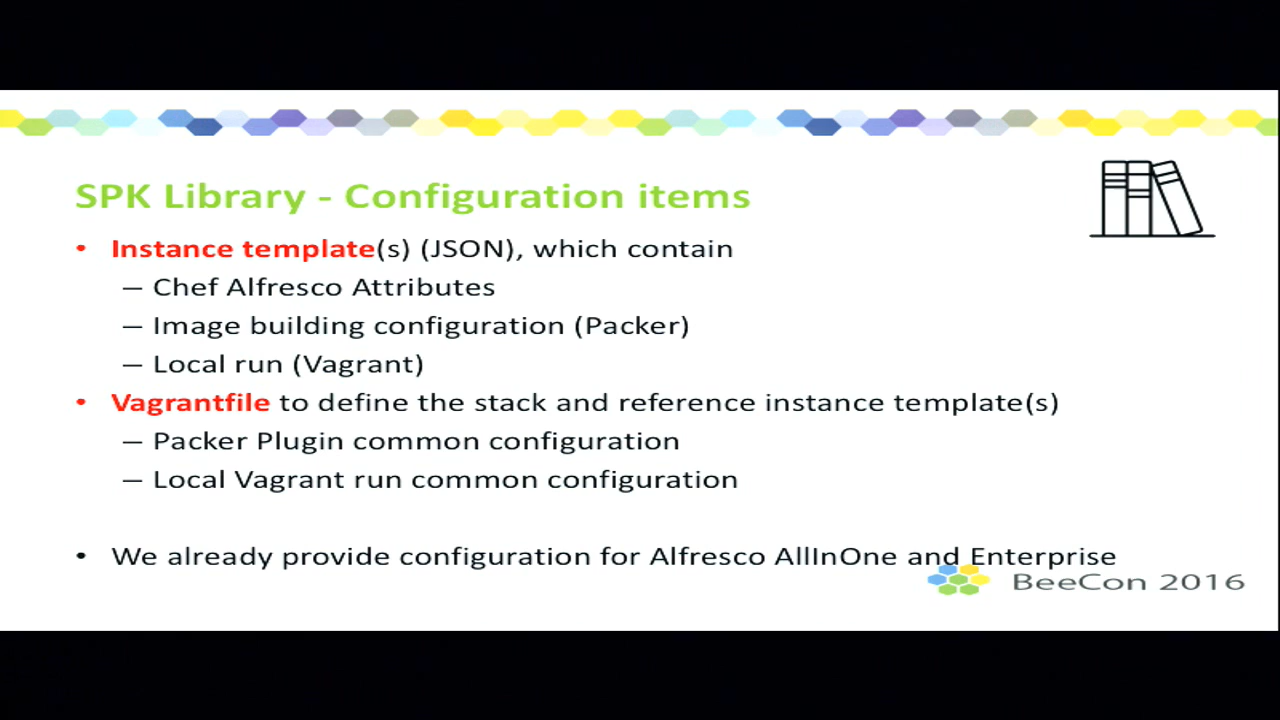 SPK Library - Configuration items
• Instance template(s) (JSON), which contain
– Chef Alfresco Attributes
– Image building configuration (Packer)
– Local run (Vagrant)
• Vagrantfile to define the stack and reference instance template(s)
– Packer Plugin common configuration
– Local Vagrant run common configuration
• We already provide configuration for Alfresco AllInOne and Enterprise
BeeCon 2016